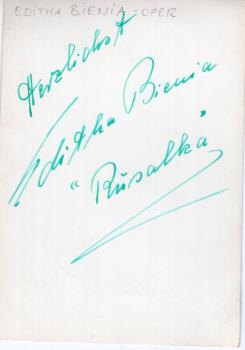 EDITHA BIENIA - OPER
Herzlichst
Editha Bienia
"Rusalka"